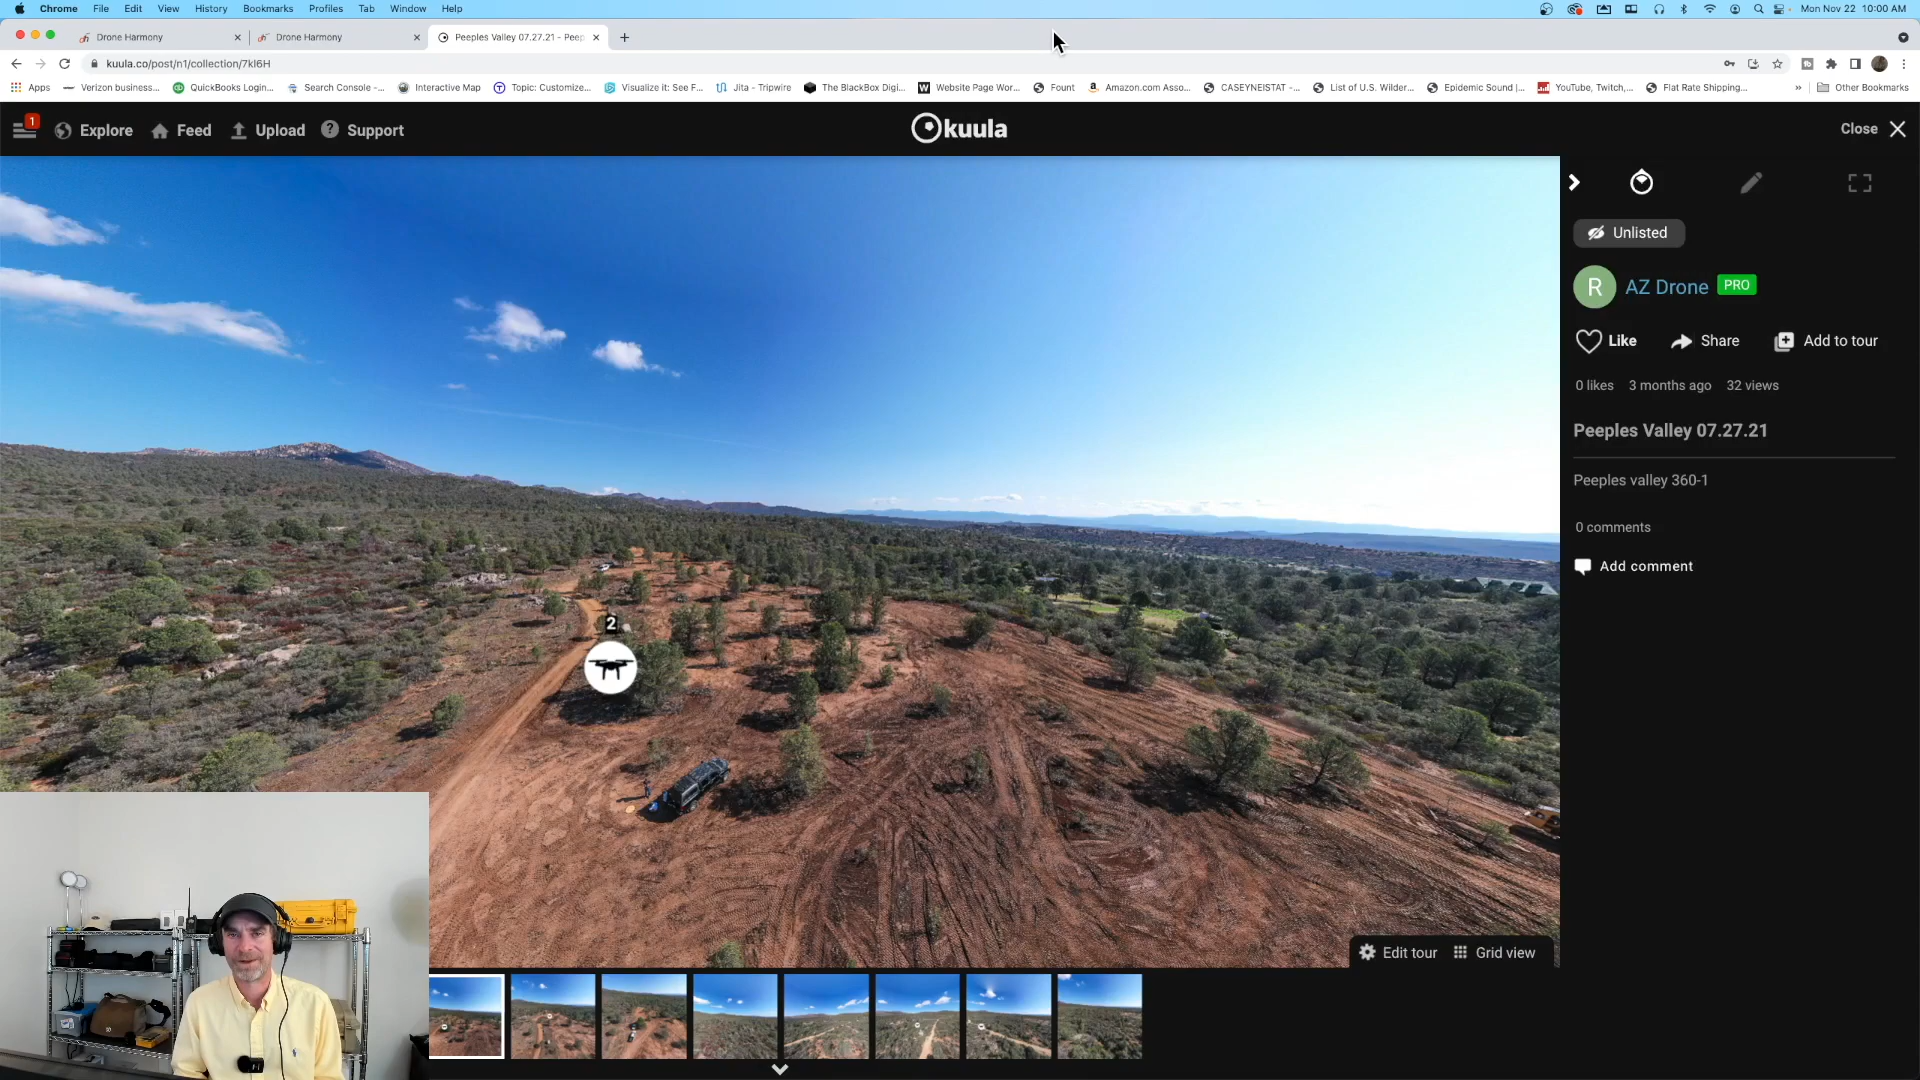 Chrome File Edit View History Bookmarks Profiles Tab Window Help Mon Nov 22 10:00 AM
Drone Harmony Drone Harmony Peeples Valley 07.27.21 - Peep
kuula.co/post/n1/collection/7kl6H
Apps Verizon business... QuickBooks Login... Search Console -... Interactive Map Topic: Customize... Visualize it: See F... Jita - Tripwire The BlackBox Digi... Website Page Wor... Fount Amazon.com Asso... CASEYNEISTAT -... List of U.S. Wilder... Epidemic Sound |... YouTube, Twitch,... Flat Rate Shipping... » Other Bookmarks
1 Explore Feed Upload Support kuula Close
Unlisted
R AZ Drone PRO
Like Share Add to tour
0 likes 3 months ago 32 views
Peeples Valley 07.27.21
Peeples valley 360-1
0 comments
Add comment
2
Edit tour Grid view